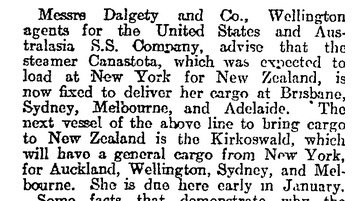 Messrs Dalgety and Co., Wellington
agents for the United States and Aus-
tralasia S.S. Company, advise that the
steamer Canastota, which was expected to
load at New York for New Zealand, is
now fixed to deliver her cargo at Brisbane,
Sydney, Melbourne, and Adelaide. The
next vessel of the above line to bring cargo
to New Zealand is the Kirkoswald, which
will have a general cargo from New York,
for Auckland, Wellington, Sydney, and Mel-
bourne. She is due here early in January.
Some facts that demonstrate why the